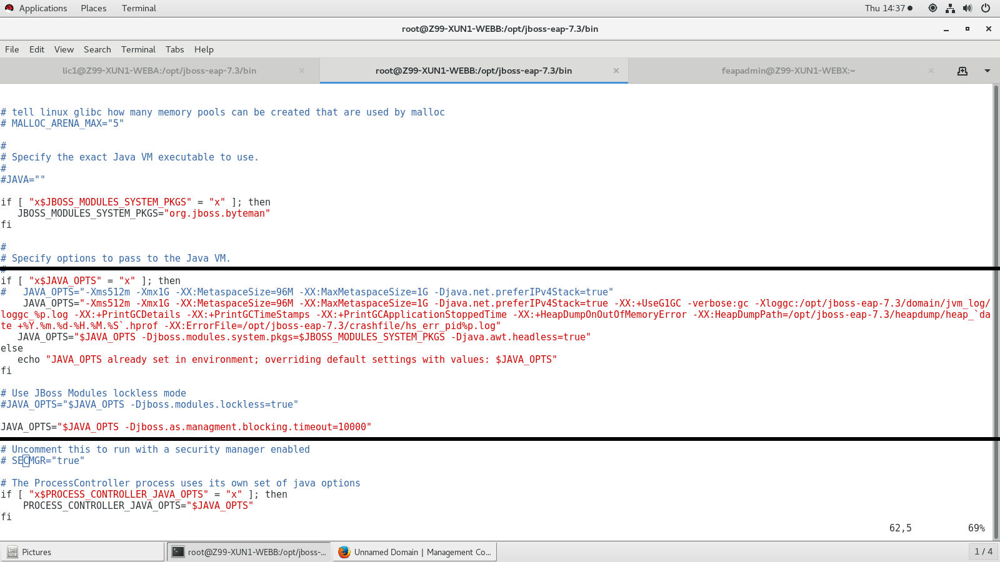 Applications Places Terminal Thu 14:37
root@Z99-XUN1-WEBB:/opt/jboss-eap-7.3/bin
File Edit View Search Terminal Tabs Help
lic1@Z99-XUN1-WEBA:/opt/jboss-eap-7.3/bin root@Z99-XUN1-WEBB:/opt/jboss-eap-7.3/bin feapadmin@Z99-XUN1-WEBX:~
# tell linux glibc how many memory pools can be created that are used by malloc
# MALLOC_ARENA_MAX="5"
#
# Specify the exact Java VM executable to use.
#
#JAVA=""
if [ "x$JBOSS_MODULES_SYSTEM_PKGS" = "x" ]; then
   JBOSS_MODULES_SYSTEM_PKGS="org.jboss.byteman"
fi
#
# Specify options to pass to the Java VM.
#
if [ "x$JAVA_OPTS" = "x" ]; then
#   JAVA_OPTS="-Xms512m -Xmx1G -XX:MetaspaceSize=96M -XX:MaxMetaspaceSize=1G -Djava.net.preferIPv4Stack=true"
    JAVA_OPTS="-Xms512m -Xmx1G -XX:MetaspaceSize=96M -XX:MaxMetaspaceSize=1G -Djava.net.preferIPv4Stack=true -XX:+UseG1GC -verbose:gc -Xloggc:/opt/jboss-eap-7.3/domain/jvm_log/
loggc_%p.log -XX:+PrintGCDetails -XX:+PrintGCTimeStamps -XX:+PrintGCApplicationStoppedTime -XX:+HeapDumpOnOutOfMemoryError -XX:HeapDumpPath=/opt/jboss-eap-7.3/heapdump/heap_`da
te +%Y.%m.%d-%H.%M.%S`.hprof -XX:ErrorFile=/opt/jboss-eap-7.3/crashfile/hs_err_pid%p.log"
   JAVA_OPTS="$JAVA_OPTS -Djboss.modules.system.pkgs=$JBOSS_MODULES_SYSTEM_PKGS -Djava.awt.headless=true"
else
   echo "JAVA_OPTS already set in environment; overriding default settings with values: $JAVA_OPTS"
fi
# Use JBoss Modules lockless mode
#JAVA_OPTS="$JAVA_OPTS -Djboss.modules.lockless=true"
JAVA_OPTS="$JAVA_OPTS -Djboss.as.managment.blocking.timeout=10000"
# Uncomment this to run with a security manager enabled
# SECMGR="true"
# The ProcessController process uses its own set of java options
if [ "x$PROCESS_CONTROLLER_JAVA_OPTS" = "x" ]; then
    PROCESS_CONTROLLER_JAVA_OPTS="$JAVA_OPTS"
fi
62,5 69%
Pictures root@Z99-XUN1-WEBB:/opt/jboss-... Unnamed Domain | Management Co... 1 / 4